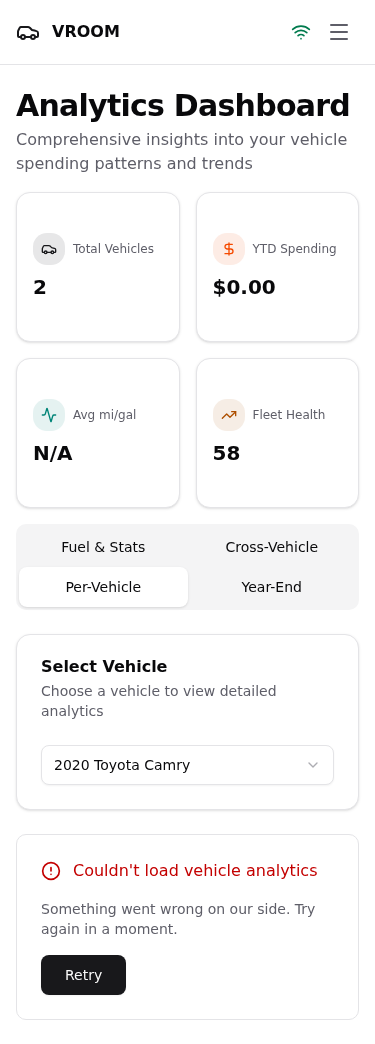 VROOM
Analytics Dashboard
Comprehensive insights into your vehicle
spending patterns and trends
Total Vehicles
2
YTD Spending
$0.00
Avg mi/gal
N/A
Fleet Health
58
Fuel & Stats
Cross-Vehicle
Per-Vehicle
Year-End
Select Vehicle
Choose a vehicle to view detailed
analytics
2020 Toyota Camry
Couldn't load vehicle analytics
Something went wrong on our side. Try
again in a moment.
Retry